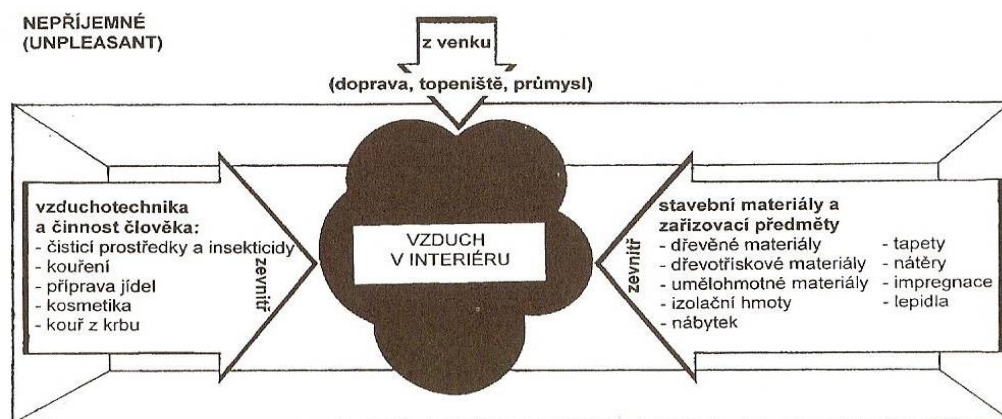 NEPŘÍJEMNÉ
(UNPLEASANT)
z venku
(doprava, topeniště, průmysl)
vzduchotechnika
a činnost člověka:
- čisticí prostředky a insekticidy
- kouření
- příprava jídel
- kosmetika
- kouř z krbu
zevnitř
VZDUCH
V INTERIÉRU
zevnitř
stavební materiály a
zařizovací předměty
- dřevěné materiály
- dřevotřiskové materiály
- umělohmotné materiály
- izolační hmoty
- nábytek
- tapety
- nátěry
- impregnace
- lepidla